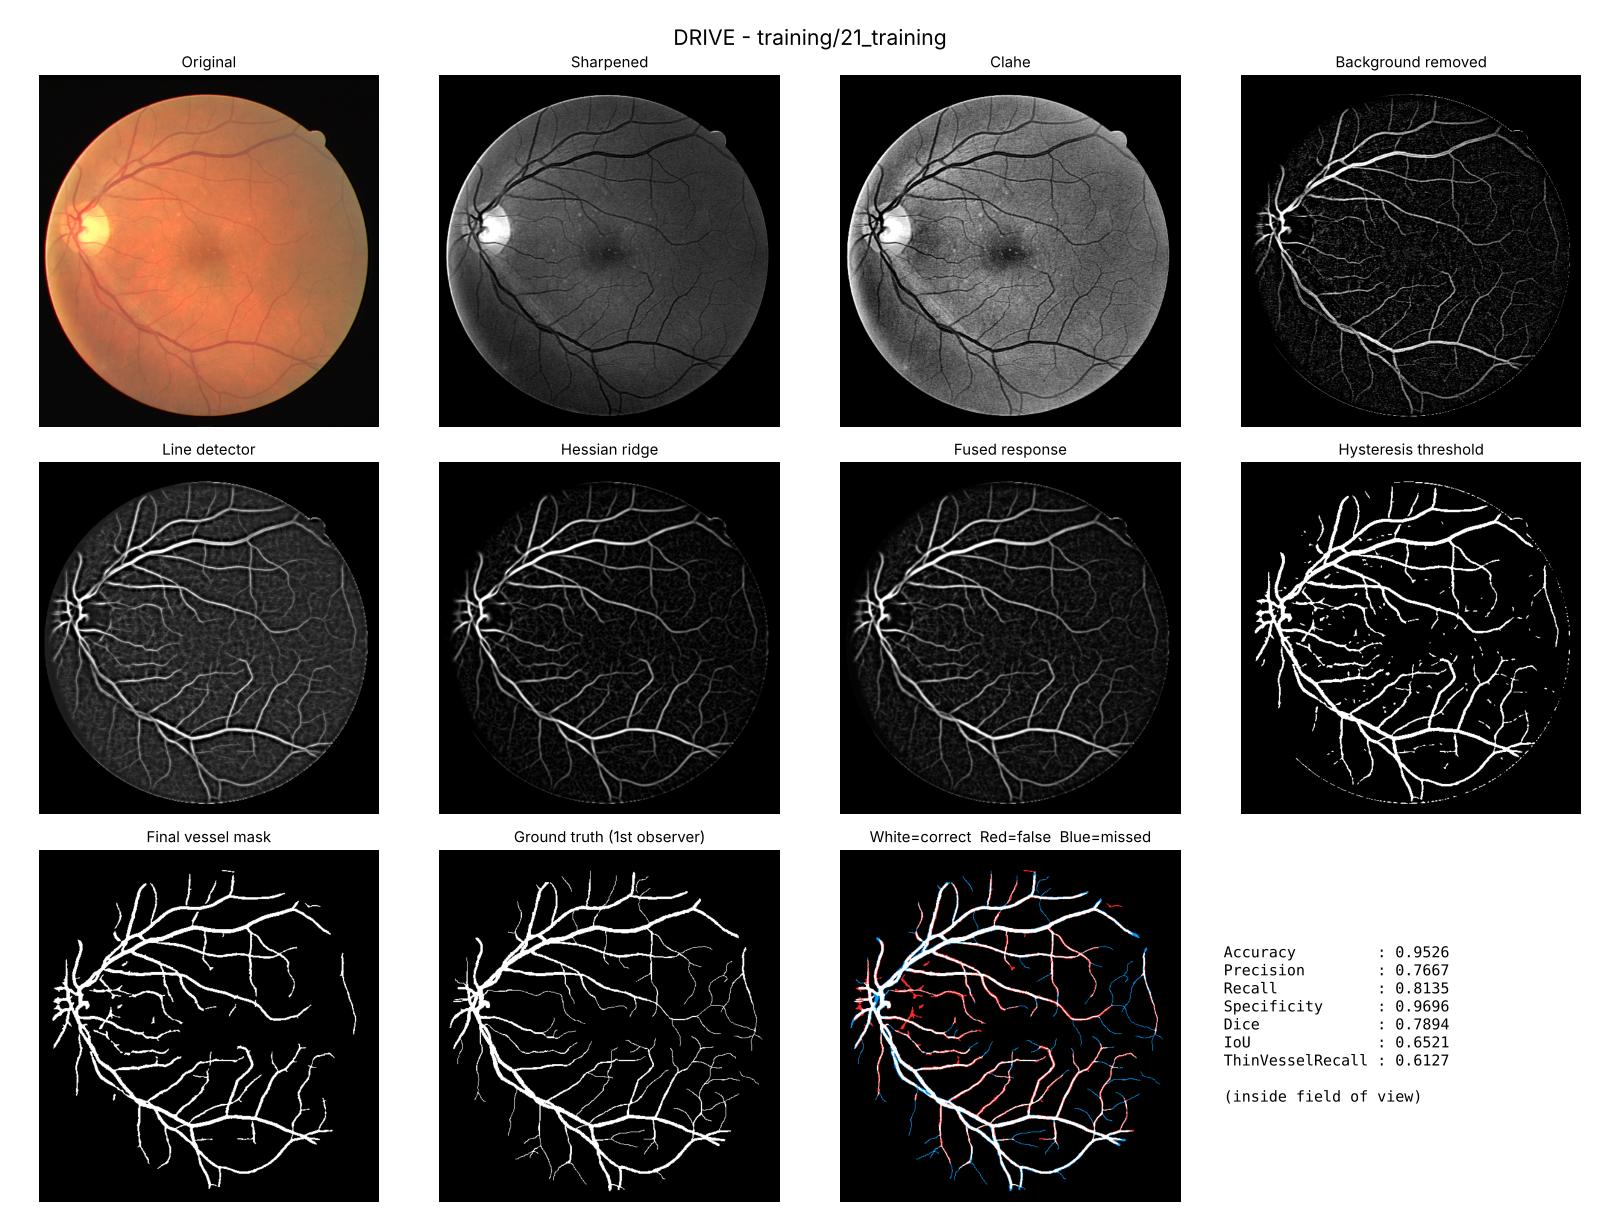 DRIVE - training/21_training
Original
Sharpened
Clahe
Background removed
Line detector
Hessian ridge
Fused response
Hysteresis threshold
Final vessel mask
Ground truth (1st observer)
White=correct Red=false Blue=missed
Accuracy : 0.9526
Precision : 0.7667
Recall : 0.8135
Specificity : 0.9696
Dice : 0.7894
IoU : 0.6521
ThinVesselRecall : 0.6127
(inside field of view)